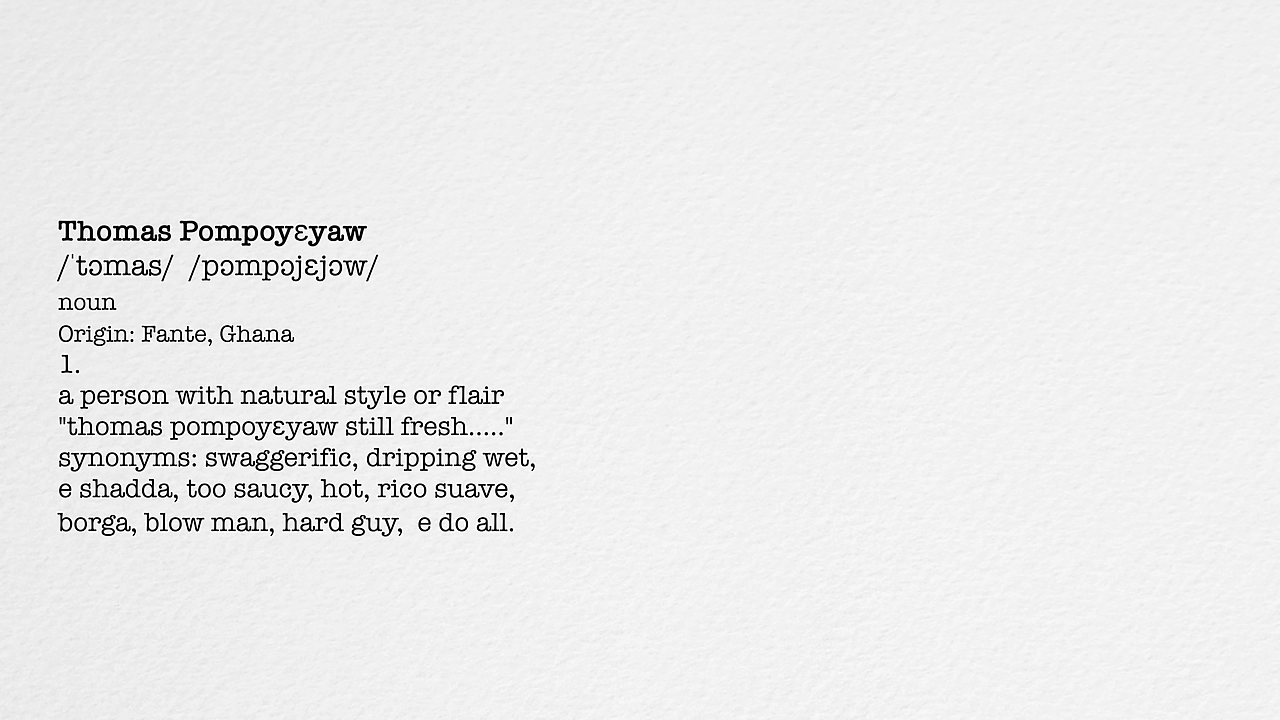 Thomas Pompoyɛyaw
/ˈtɔmas/  /pɔmpɔjɛjɔw/
noun
Origin: Fante, Ghana
1.
a person with natural style or flair
"thomas pompoyɛyaw still fresh....."
synonyms: swaggerific, dripping wet,
e shadda, too saucy, hot, rico suave,
borga, blow man, hard guy,  e do all.